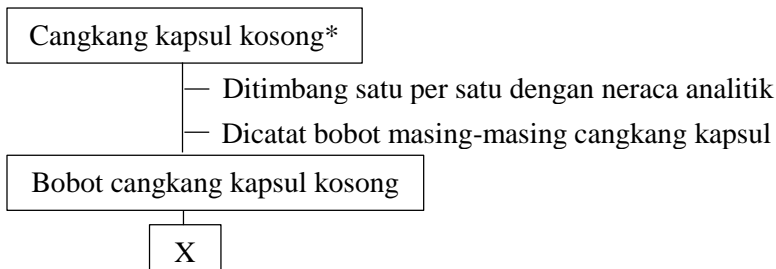 Cangkang kapsul kosong*
Ditimbang satu per satu dengan neraca analitik
Dicatat bobot masing-masing cangkang kapsul
Bobot cangkang kapsul kosong
X